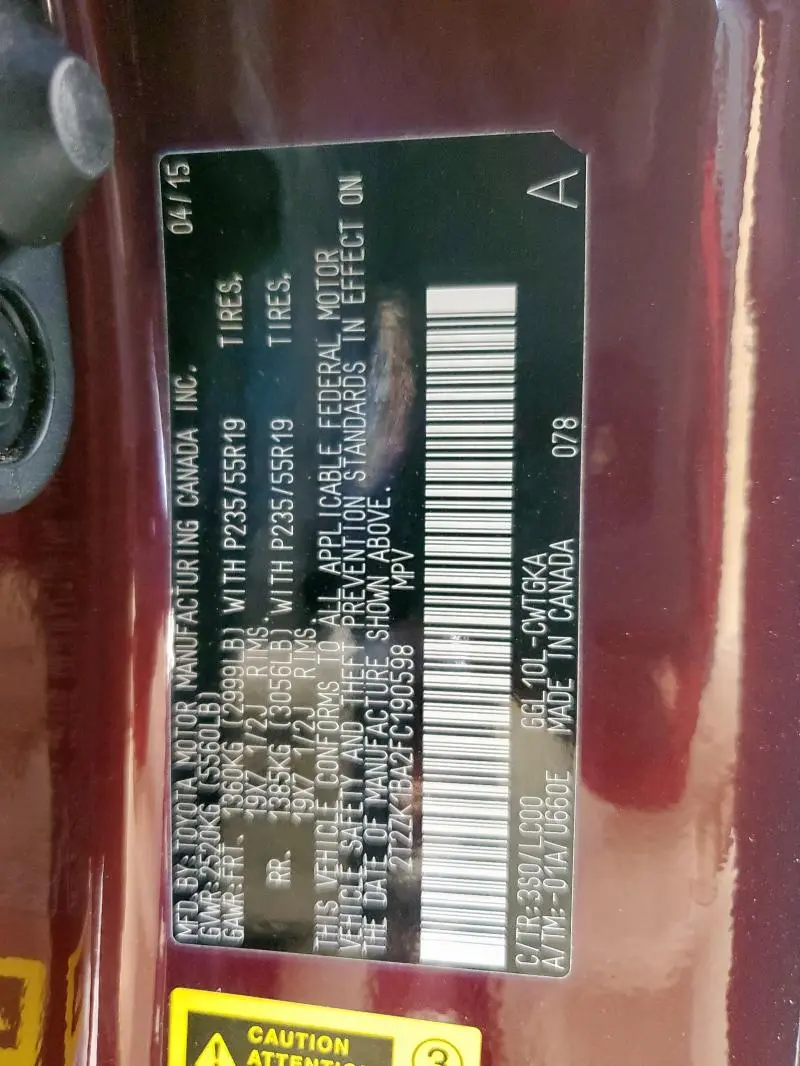 MFD.BY:TOYOTA MOTOR MANUFACTURING CANADA INC. 04/15
GVWR:2520KG(5560LB)
GAWR:FRT. 1360KG (2999LB) WITH P235/55R19 TIRES,
19X7 1/2J RIMS,
RR. 1385KG (3056LB) WITH P235/55R19 TIRES,
19X7 1/2J RIMS
THIS VEHICLE CONFORMS TO ALL APPLICABLE FEDERAL MOTOR
VEHICLE SAFETY AND THEFT PREVENTION STANDARDS IN EFFECT ON
THE DATE OF MANUFACTURE SHOWN ABOVE.
2T2ZK1BA2FC190598 MPV
C/TR:3S0/LC00 GGL10L-CWTGKA
A/TM:-01A/U660E MADE IN CANADA 078
A
CAUTION
ATTENTI
3